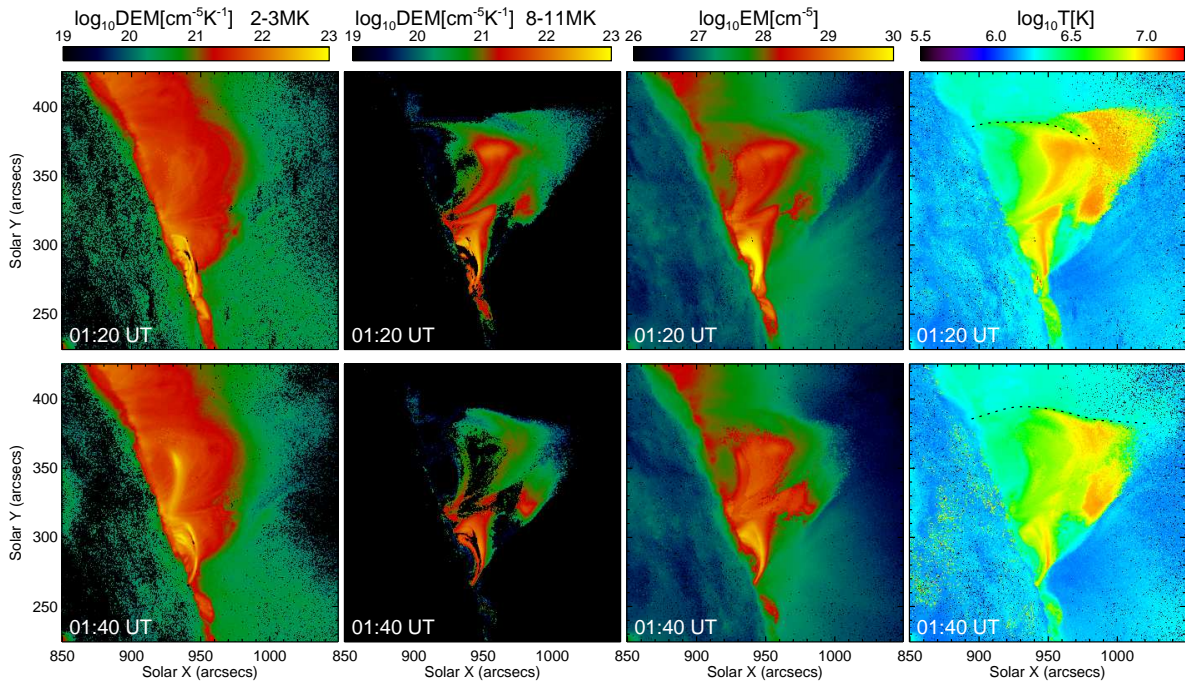 log₁₀DEM[cm⁻⁵K⁻¹] 2-3MK log₁₀DEM[cm⁻⁵K⁻¹] 8-11MK log₁₀EM[cm⁻⁵] log₁₀T[K]
19 20 21 22 23 19 20 21 22 23 26 27 28 29 30 5.5 6.0 6.5 7.0
400
350
300
250
Solar Y (arcsecs)
01:20 UT 01:20 UT 01:20 UT 01:20 UT
400
350
300
250
Solar Y (arcsecs)
01:40 UT 01:40 UT 01:40 UT 01:40 UT
850 900 950 1000 850 900 950 1000 850 900 950 1000 850 900 950 1000
Solar X (arcsecs) Solar X (arcsecs) Solar X (arcsecs) Solar X (arcsecs)